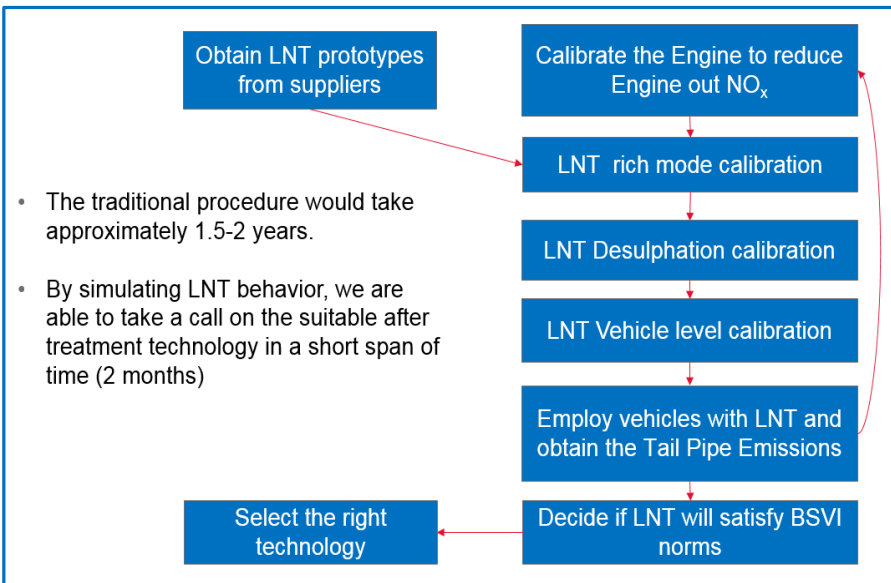 Obtain LNT prototypes
from suppliers
Calibrate the Engine to reduce
Engine out NOx
LNT rich mode calibration
• The traditional procedure would take
approximately 1.5-2 years.
LNT Desulphation calibration
• By simulating LNT behavior, we are
able to take a call on the suitable after
treatment technology in a short span of
time (2 months)
LNT Vehicle level calibration
Employ vehicles with LNT and
obtain the Tail Pipe Emissions
Select the right
technology
Decide if LNT will satisfy BSVI
norms